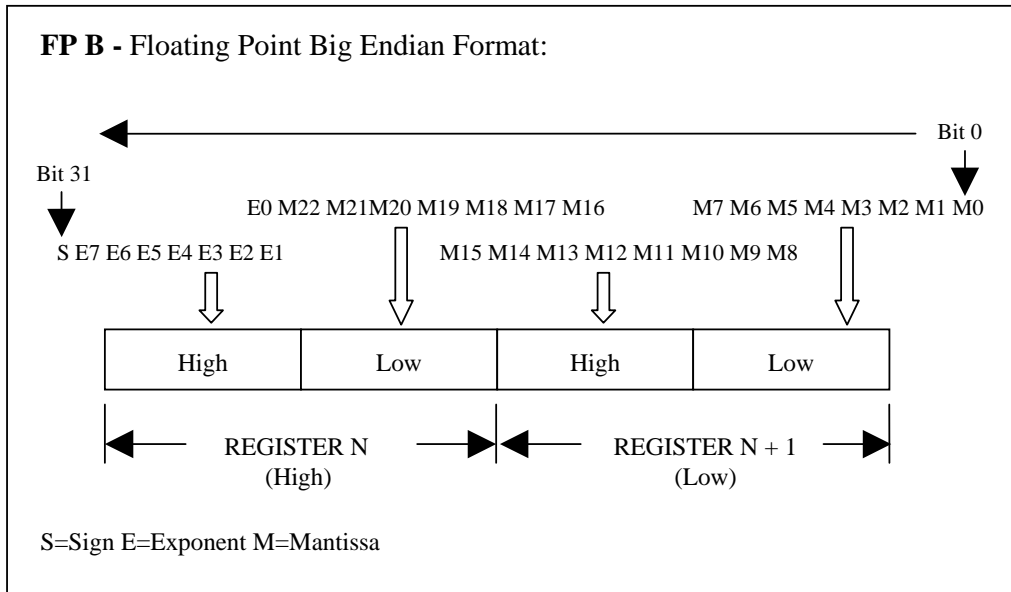 FP B - Floating Point Big Endian Format:
Bit 0
Bit 31
E0 M22 M21M20 M19 M18 M17 M16
M7 M6 M5 M4 M3 M2 M1 M0
S E7 E6 E5 E4 E3 E2 E1
M15 M14 M13 M12 M11 M10 M9 M8
High
Low
High
Low
REGISTER N
(High)
REGISTER N + 1
(Low)
S=Sign E=Exponent M=Mantissa